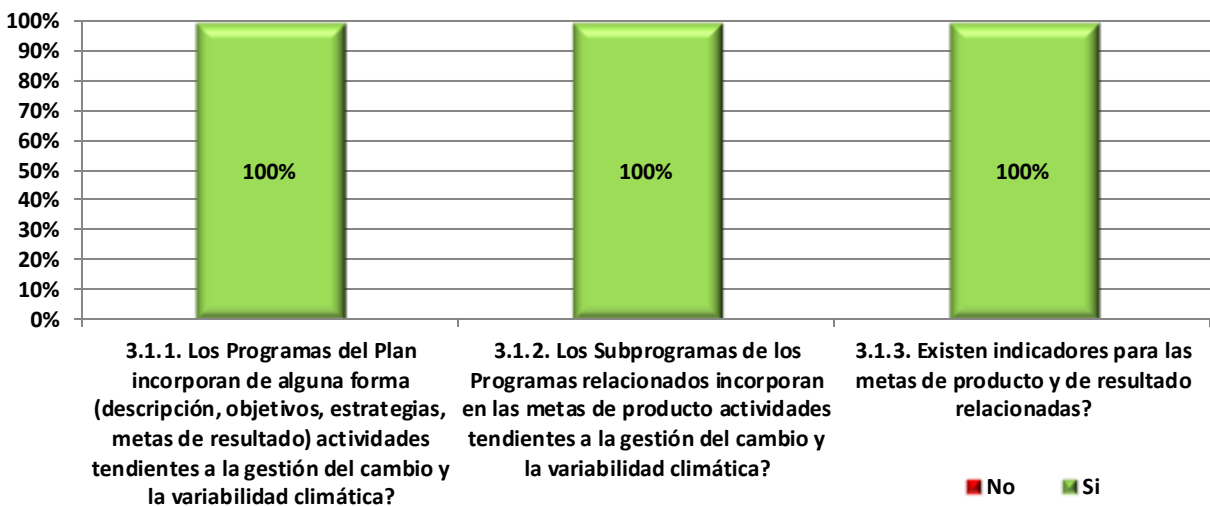 100%
90%
80%
70%
60%
50%
40%
30%
20%
10%
0%
100%
100%
100%
3.1.1. Los Programas del Plan
incorporan de alguna forma
(descripción, objetivos, estrategias,
metas de resultado) actividades
tendientes a la gestión del cambio y
la variabilidad climática?
3.1.2. Los Subprogramas de los
Programas relacionados incorporan
en las metas de producto actividades
tendientes a la gestión del cambio y
la variabilidad climática?
3.1.3. Existen indicadores para las
metas de producto y de resultado
relacionadas?
No
Si